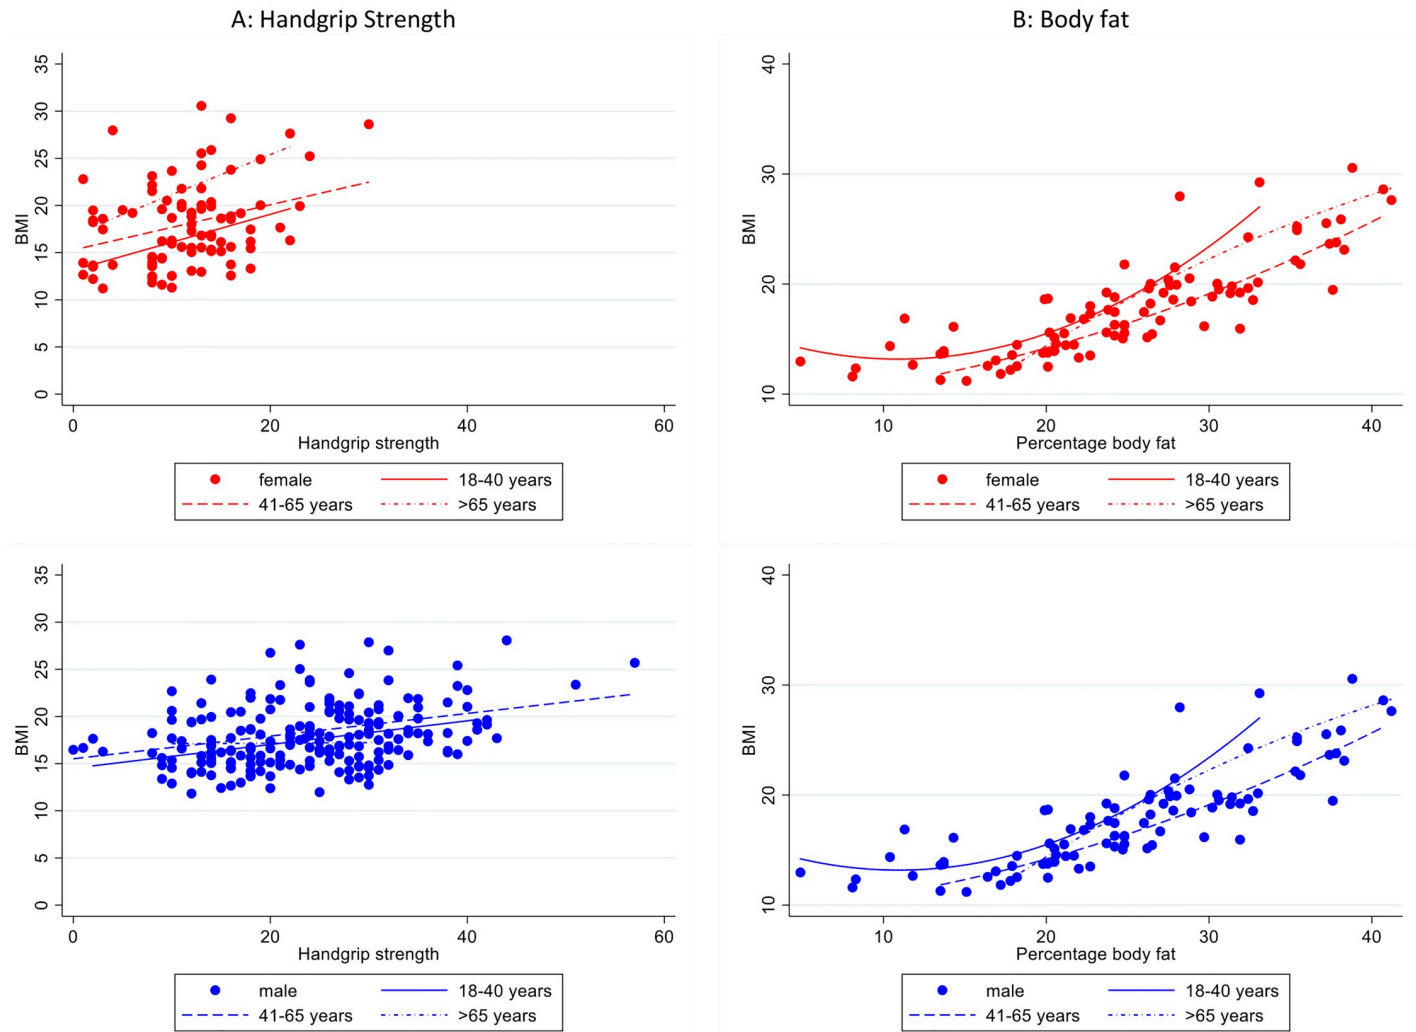 A: Handgrip Strength
B: Body fat
35
30
25
20
15
10
5
0
BMI
0 20 40 60
Handgrip strength
female 18-40 years
41-65 years >65 years
40
30
20
10
BMI
10 20 30 40
Percentage body fat
female 18-40 years
41-65 years >65 years
35
30
25
20
15
10
5
0
BMI
0 20 40 60
Handgrip strength
male 18-40 years
41-65 years >65 years
40
30
20
10
BMI
10 20 30 40
Percentage body fat
male 18-40 years
41-65 years >65 years